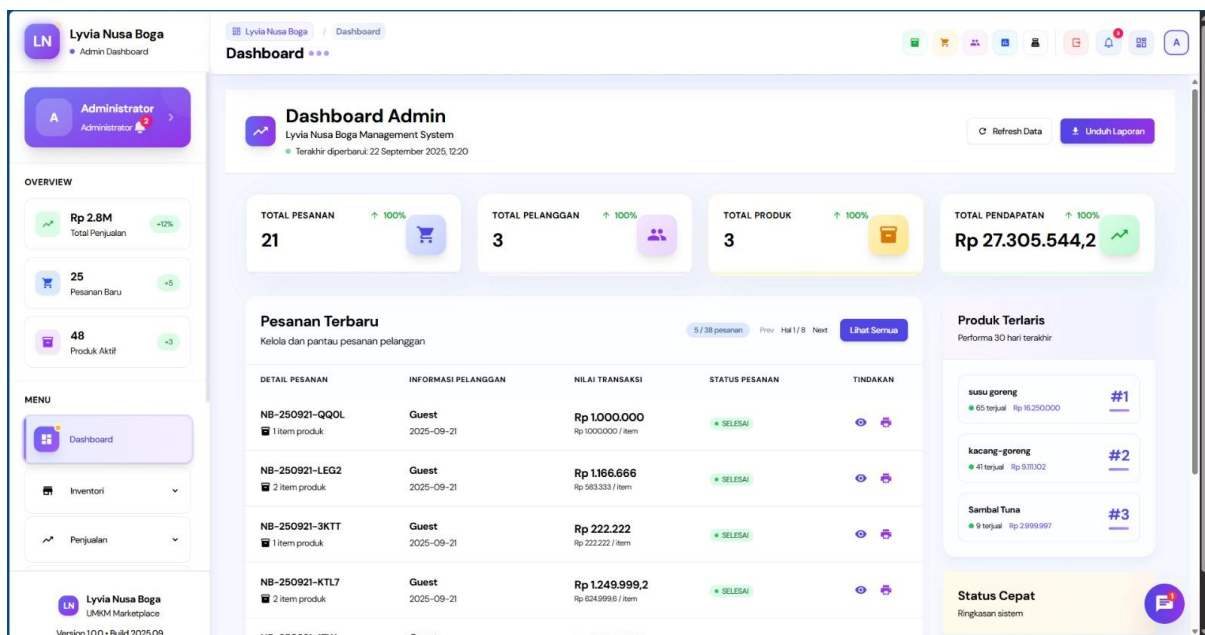 LN
Lyvia Nusa Boga
Admin Dashboard
A
Administrator
Administrator
2
OVERVIEW
Rp 2.8M
Total Penjualan
+12%
25
Pesanan Baru
+5
48
Produk Aktif
+3
MENU
Dashboard
Inventori
Penjualan
LN
Lyvia Nusa Boga
UMKM Marketplace
Version 1.0.0 • Build 2025.09
Lyvia Nusa Boga / Dashboard
Dashboard
A
Dashboard Admin
Lyvia Nusa Boga Management System
Terakhir diperbarui: 22 September 2025, 12:20
Refresh Data
Unduh Laporan
TOTAL PESANAN ↑ 100%
21
TOTAL PELANGGAN ↑ 100%
3
TOTAL PRODUK ↑ 100%
3
TOTAL PENDAPATAN ↑ 100%
Rp 27.305.544,2
Pesanan Terbaru
Kelola dan pantau pesanan pelanggan
5 / 38 pesanan Prev Hal 1 / 8 Next Lihat Semua
DETAIL PESANAN INFORMASI PELANGGAN NILAI TRANSAKSI STATUS PESANAN TINDAKAN
NB-250921-QQ0L Guest Rp 1.000.000 SELESAI
1 item produk 2025-09-21 Rp 1.000.000 / item
NB-250921-LEG2 Guest Rp 1.166.666 SELESAI
2 item produk 2025-09-21 Rp 583.333 / item
NB-250921-3KTT Guest Rp 222.222 SELESAI
1 item produk 2025-09-21 Rp 222.222 / item
NB-250921-KTL7 Guest Rp 1.249.999,2 SELESAI
2 item produk 2025-09-21 Rp 624.999,6 / item
Produk Terlaris
Performa 30 hari terakhir
susu goreng #1
65 terjual Rp 16.250.000
kacang-goreng #2
41 terjual Rp 9.111.102
Sambal Tuna #3
9 terjual Rp 2.999.997
Status Cepat
Ringkasan sistem
1